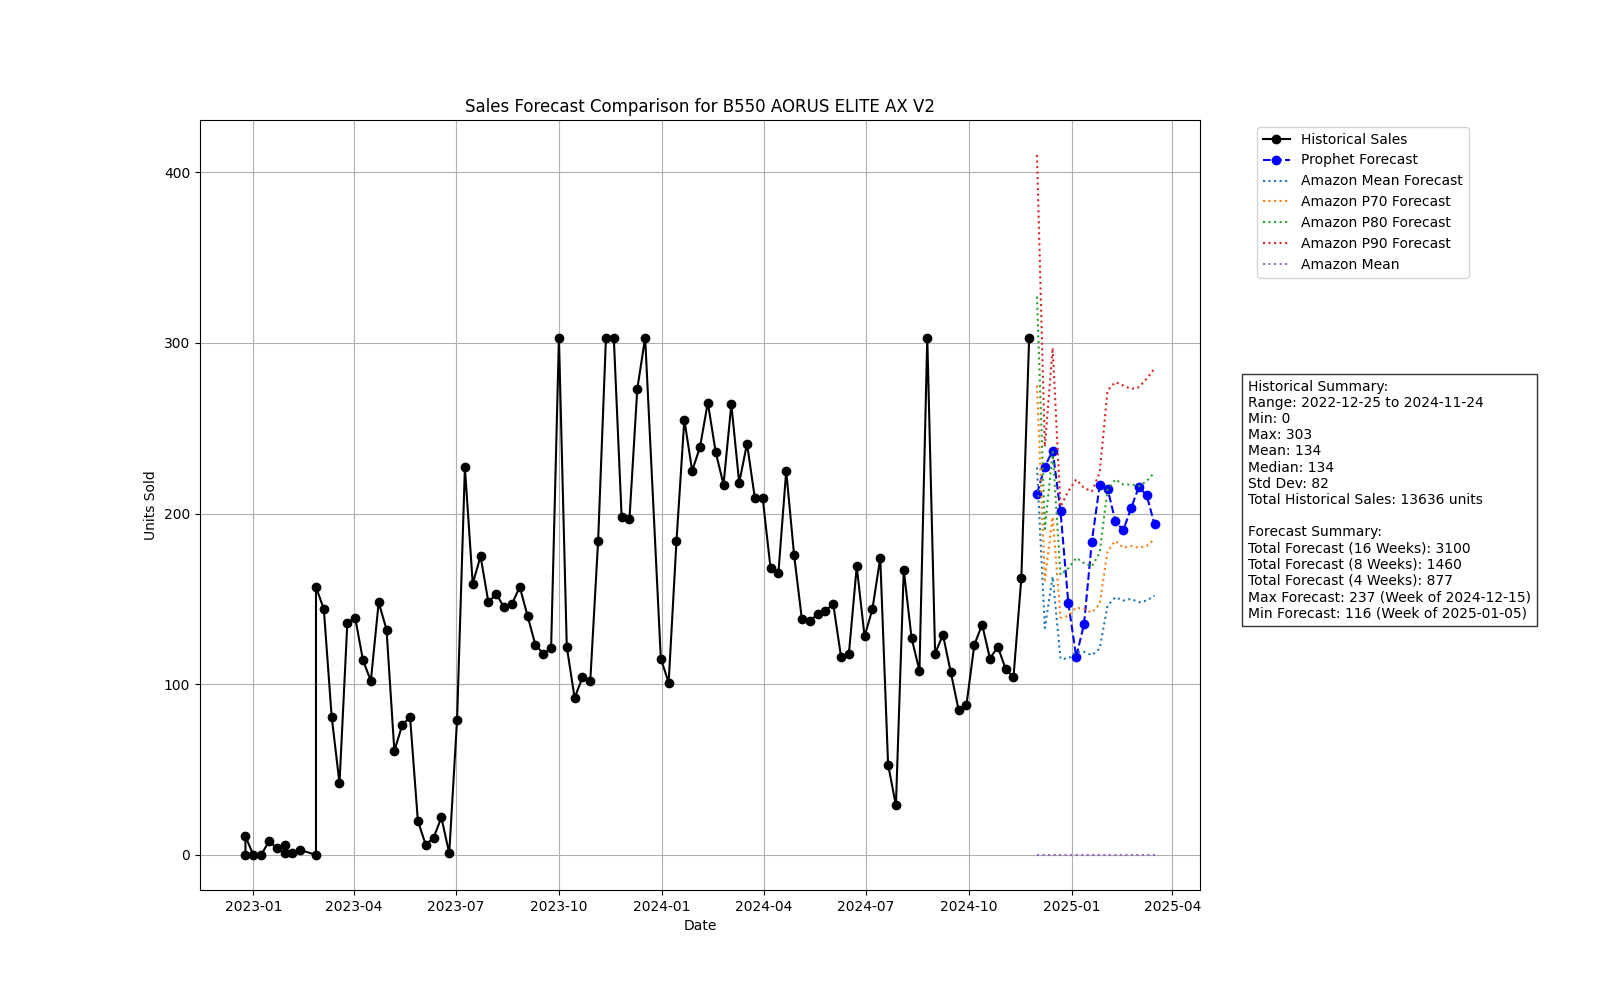 Sales Forecast Comparison for B550 AORUS ELITE AX V2
Units Sold
400
300
200
100
0
2023-01
2023-04
2023-07
2023-10
2024-01
2024-04
2024-07
2024-10
2025-01
2025-04
Date
Historical Sales
Prophet Forecast
Amazon Mean Forecast
Amazon P70 Forecast
Amazon P80 Forecast
Amazon P90 Forecast
Amazon Mean
Historical Summary:
Range: 2022-12-25 to 2024-11-24
Min: 0
Max: 303
Mean: 134
Median: 134
Std Dev: 82
Total Historical Sales: 13636 units
Forecast Summary:
Total Forecast (16 Weeks): 3100
Total Forecast (8 Weeks): 1460
Total Forecast (4 Weeks): 877
Max Forecast: 237 (Week of 2024-12-15)
Min Forecast: 116 (Week of 2025-01-05)